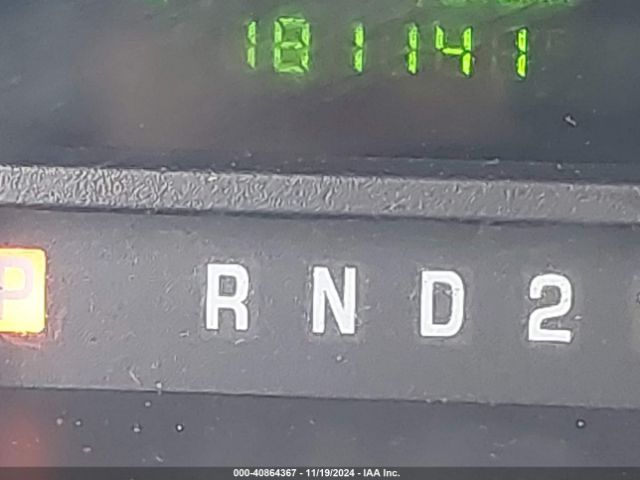 181141
P R N D 2
000-40864367 - 11/19/2024 - IAA Inc.